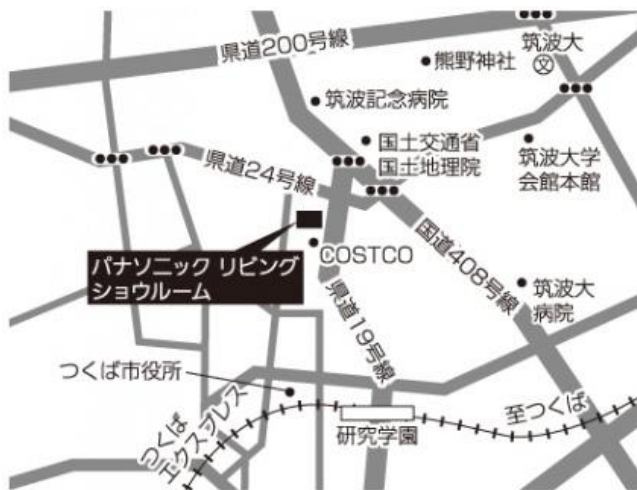 県道200号線
筑波大
文
熊野神社
筑波記念病院
国土交通省
国土地理院
筑波大学
会館本館
県道24号線
パナソニック リビング
ショウルーム
COSTCO
国道408号線
筑波大
病院
県道19号線
つくば市役所
つくば
エクスプレス
研究学園
至つくば